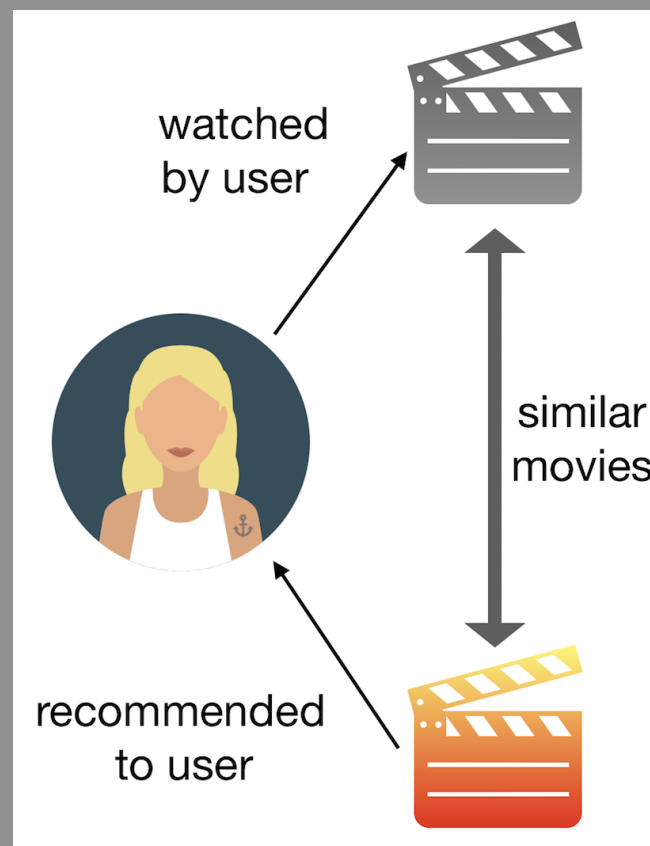 watched
by user
similar
movies
recommended
to user